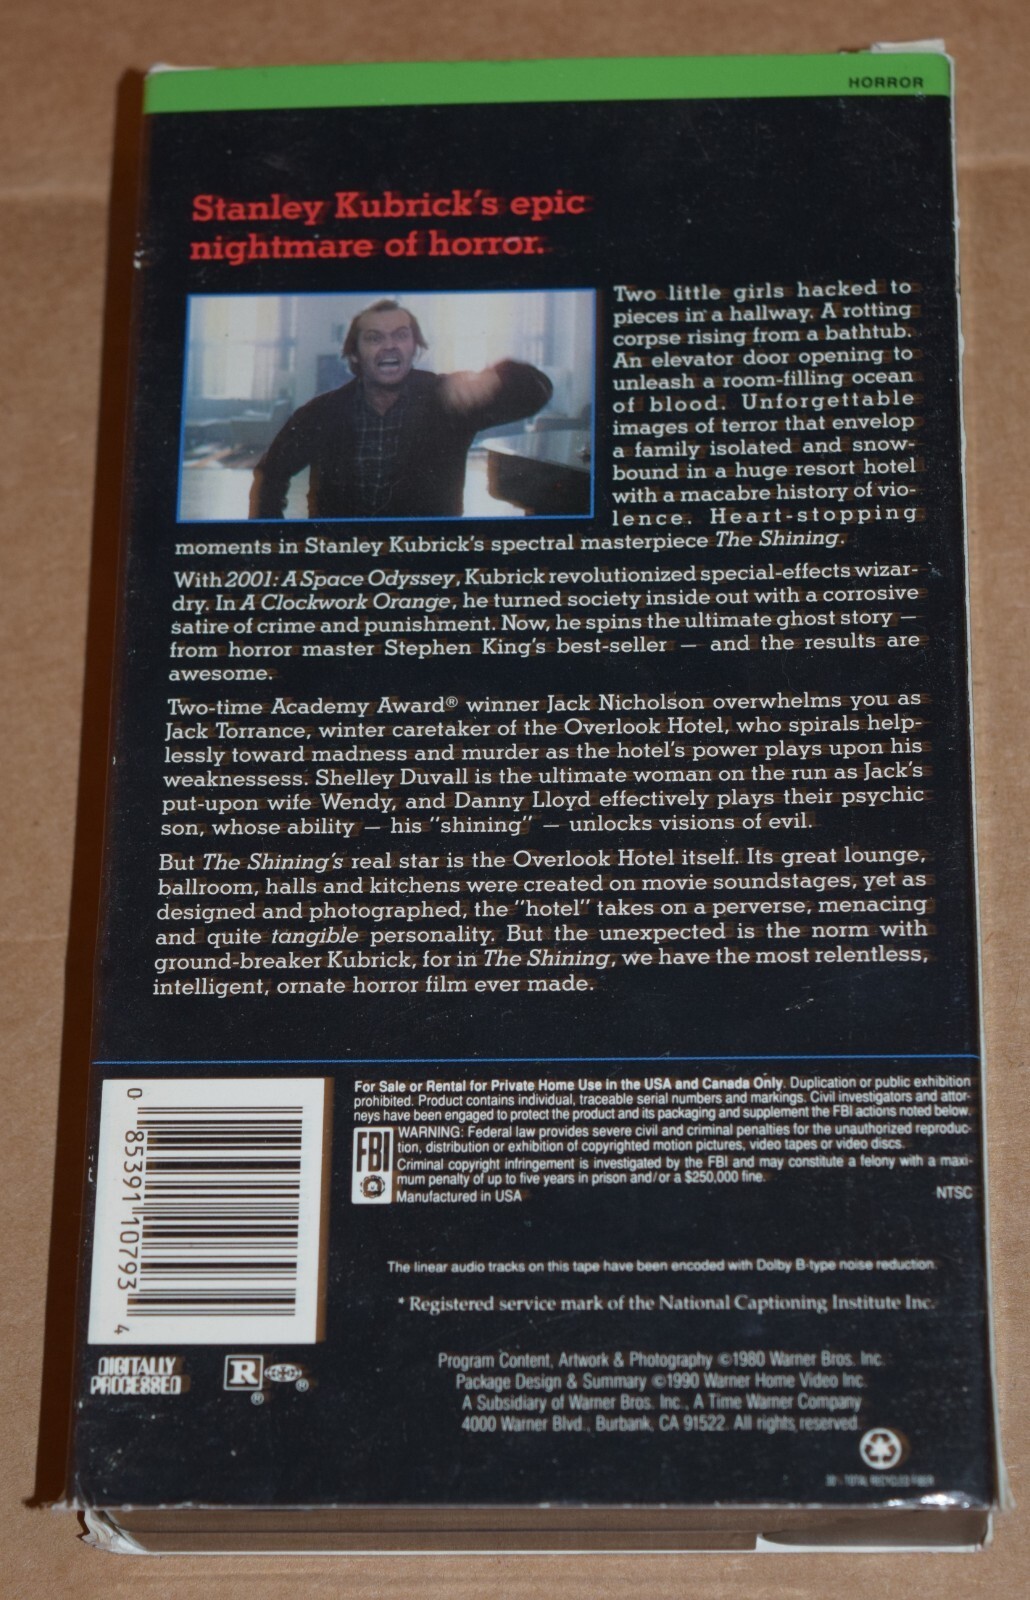 HORROR
Stanley Kubrick's epic
nightmare of horror.
Two little girls hacked to
pieces in a hallway. A rotting
corpse rising from a bathtub.
An elevator door opening to
unleash a room-filling ocean
of blood. Unforgettable
images of terror that envelop
a family isolated and snow-
bound in a huge resort hotel
with a macabre history of vio-
lence. Heart-stopping
moments in Stanley Kubrick's spectral masterpiece The Shining.
With 2001: A Space Odyssey, Kubrick revolutionized special-effects wizar-
dry. In A Clockwork Orange, he turned society inside out with a corrosive
satire of crime and punishment. Now, he spins the ultimate ghost story —
from horror master Stephen King's best-seller — and the results are
awesome.
Two-time Academy Award® winner Jack Nicholson overwhelms you as
Jack Torrance, winter caretaker of the Overlook Hotel, who spirals help-
lessly toward madness and murder as the hotel's power plays upon his
weaknessess. Shelley Duvall is the ultimate woman on the run as Jack's
put-upon wife Wendy, and Danny Lloyd effectively plays their psychic
son, whose ability — his "shining" — unlocks visions of evil.
But The Shining's real star is the Overlook Hotel itself. Its great lounge,
ballroom, halls and kitchens were created on movie soundstages, yet as
designed and photographed, the "hotel" takes on a perverse, menacing
and quite tangible personality. But the unexpected is the norm with
ground-breaker Kubrick, for in The Shining, we have the most relentless,
intelligent, ornate horror film ever made.
0 85391 10793 4
For Sale or Rental for Private Home Use in the USA and Canada Only. Duplication or public exhibition
prohibited. Product contains individual, traceable serial numbers and markings. Civil investigators and attor-
neys have been engaged to protect the product and its packaging and supplement the FBI actions noted below.
FBI
WARNING: Federal law provides severe civil and criminal penalties for the unauthorized reproduc-
tion, distribution or exhibition of copyrighted motion pictures, video tapes or video discs.
Criminal copyright infringement is investigated by the FBI and may constitute a felony with a maxi-
mum penalty of up to five years in prison and/or a $250,000 fine.
Manufactured in USA
NTSC
The linear audio tracks on this tape have been encoded with Dolby B-type noise reduction.
* Registered service mark of the National Captioning Institute Inc.
DIGITALLY
PROCESSED
R ® ®
Program Content, Artwork & Photography ©1980 Warner Bros. Inc.
Package Design & Summary ©1990 Warner Home Video Inc.
A Subsidiary of Warner Bros. Inc., A Time Warner Company
4000 Warner Blvd., Burbank, CA 91522. All rights reserved.
TOTAL RECYCLED FIBER